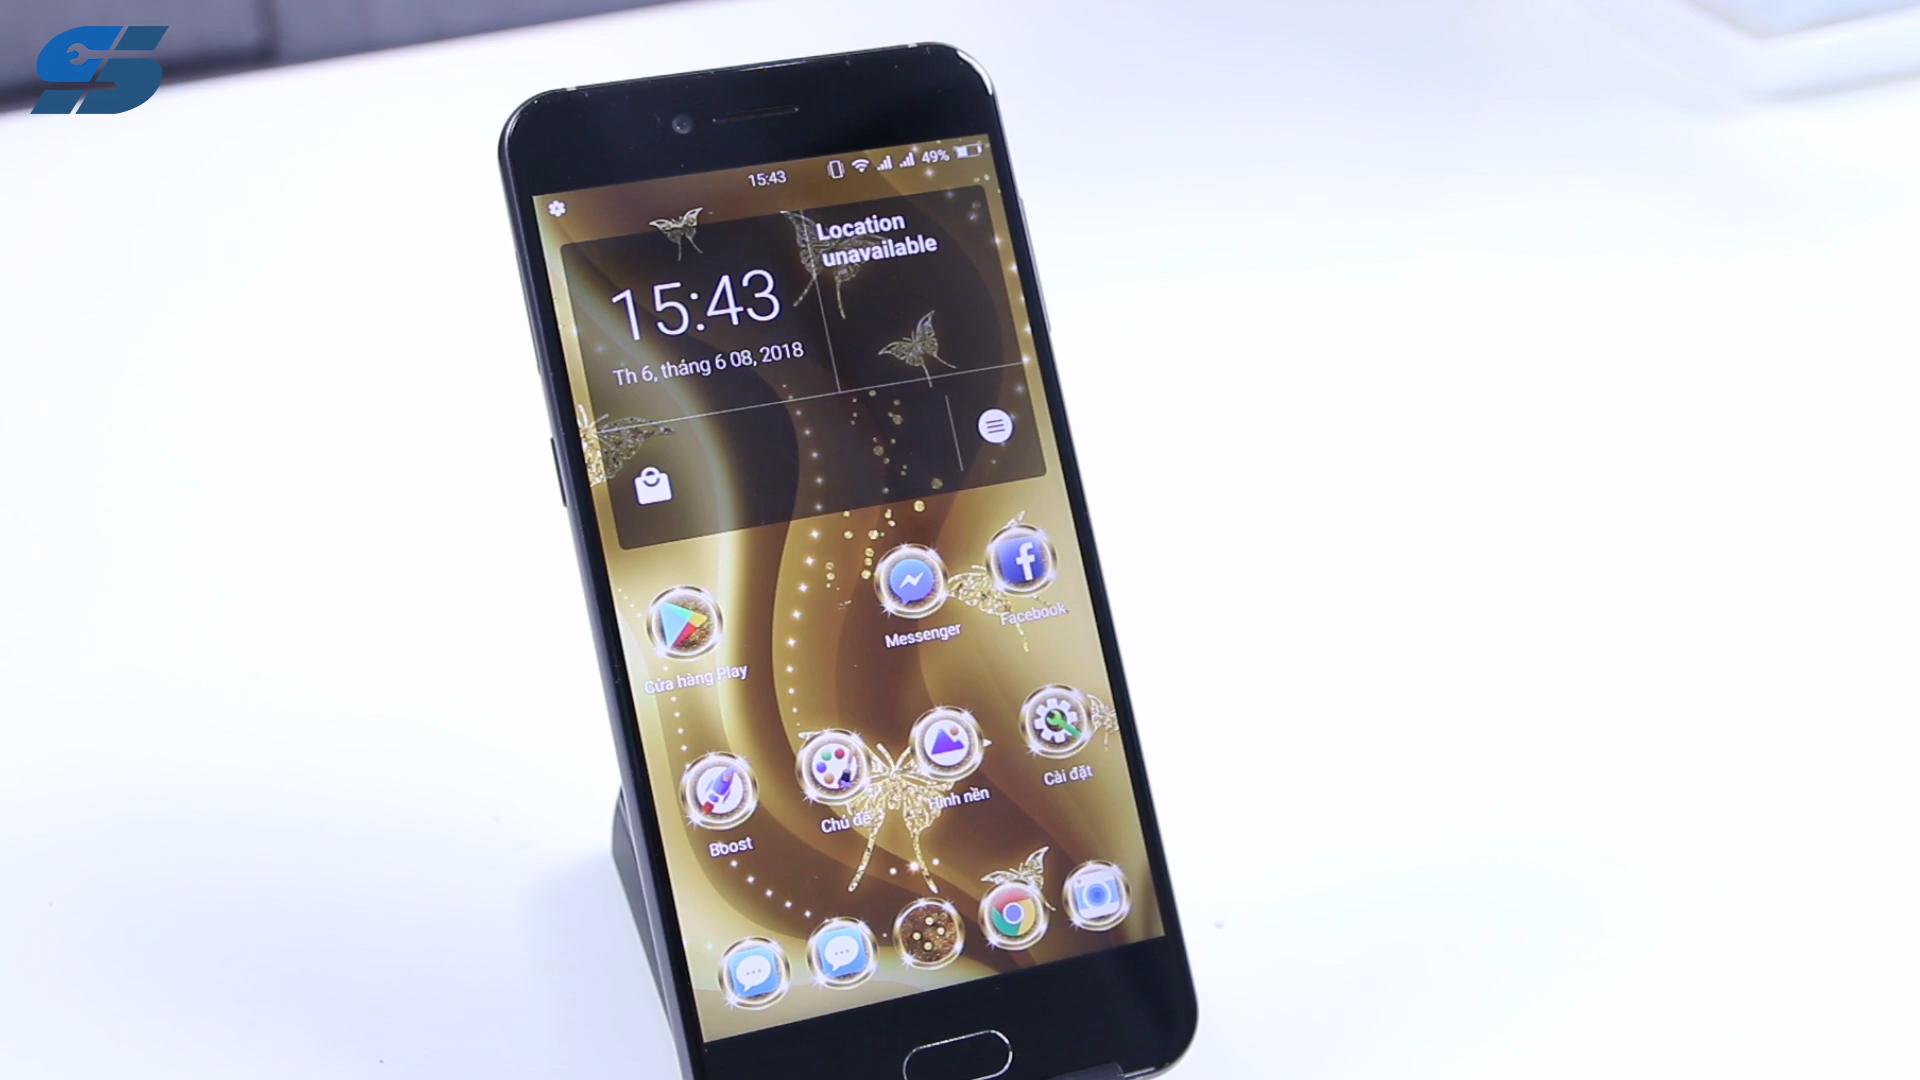 15:43
49%
Location
unavailable
15:43
Th 6, tháng 6 08, 2018
Messenger
Facebook
Cửa hàng Play
Boost
Chủ đề
Hình nền
Cài đặt